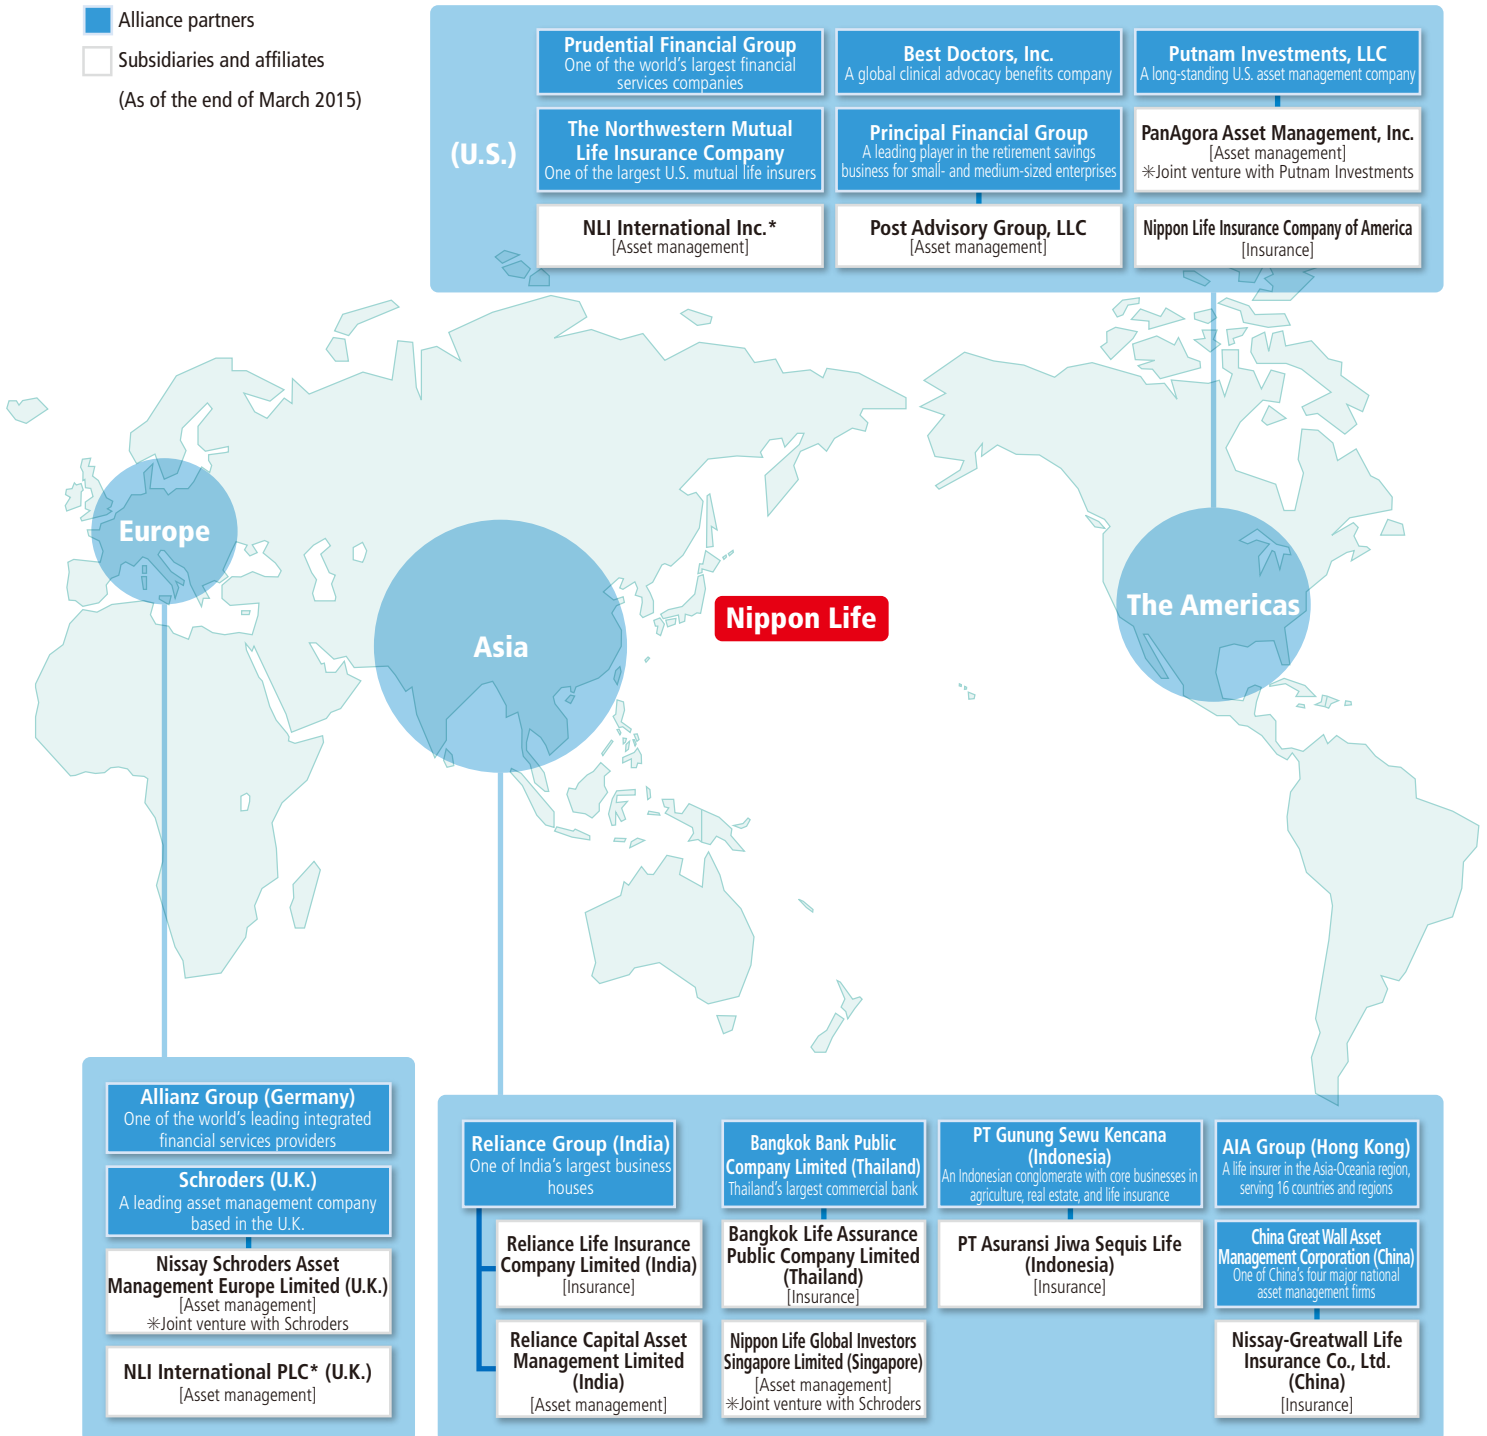 Alliance partners
Subsidiaries and affiliates
(As of the end of March 2015)
(U.S.)
Prudential Financial Group
One of the world's largest financial
services companies
Best Doctors, Inc.
A global clinical advocacy benefits company
Putnam Investments, LLC
A long-standing U.S. asset management company
The Northwestern Mutual
Life Insurance Company
One of the largest U.S. mutual life insurers
Principal Financial Group
A leading player in the retirement savings
business for small- and medium-sized enterprises
PanAgora Asset Management, Inc.
[Asset management]
✳Joint venture with Putnam Investments
NLI International Inc.*
[Asset management]
Post Advisory Group, LLC
[Asset management]
Nippon Life Insurance Company of America
[Insurance]
Europe
Asia
Nippon Life
The Americas
Allianz Group (Germany)
One of the world's leading integrated
financial services providers
Schroders (U.K.)
A leading asset management company
based in the U.K.
Nissay Schroders Asset
Management Europe Limited (U.K.)
[Asset management]
✳Joint venture with Schroders
NLI International PLC* (U.K.)
[Asset management]
Reliance Group (India)
One of India's largest business
houses
Reliance Life Insurance
Company Limited (India)
[Insurance]
Reliance Capital Asset
Management Limited
(India)
[Asset management]
Bangkok Bank Public
Company Limited (Thailand)
Thailand's largest commercial bank
Bangkok Life Assurance
Public Company Limited
(Thailand)
[Insurance]
Nippon Life Global Investors
Singapore Limited (Singapore)
[Asset management]
✳Joint venture with Schroders
PT Gunung Sewu Kencana
(Indonesia)
An Indonesian conglomerate with core businesses in
agriculture, real estate, and life insurance
PT Asuransi Jiwa Sequis Life
(Indonesia)
[Insurance]
AIA Group (Hong Kong)
A life insurer in the Asia-Oceania region,
serving 16 countries and regions
China Great Wall Asset
Management Corporation (China)
One of China's four major national
asset management firms
Nissay-Greatwall Life
Insurance Co., Ltd.
(China)
[Insurance]